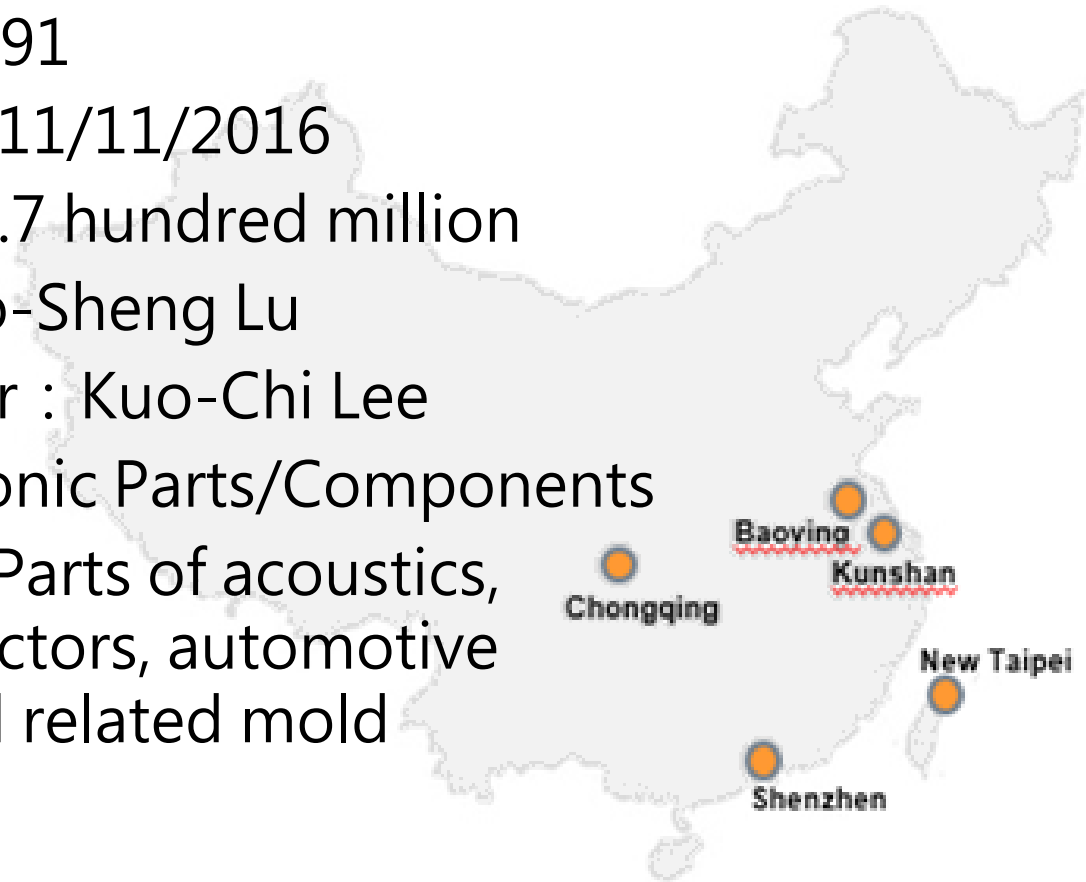 91
11/11/2016
.7 hundred million
o-Sheng Lu
r : Kuo-Chi Lee
onic Parts/Components
Parts of acoustics,
ctors, automotive
l related mold
Baoying
Kunshan
Chongqing
New Taipei
Shenzhen